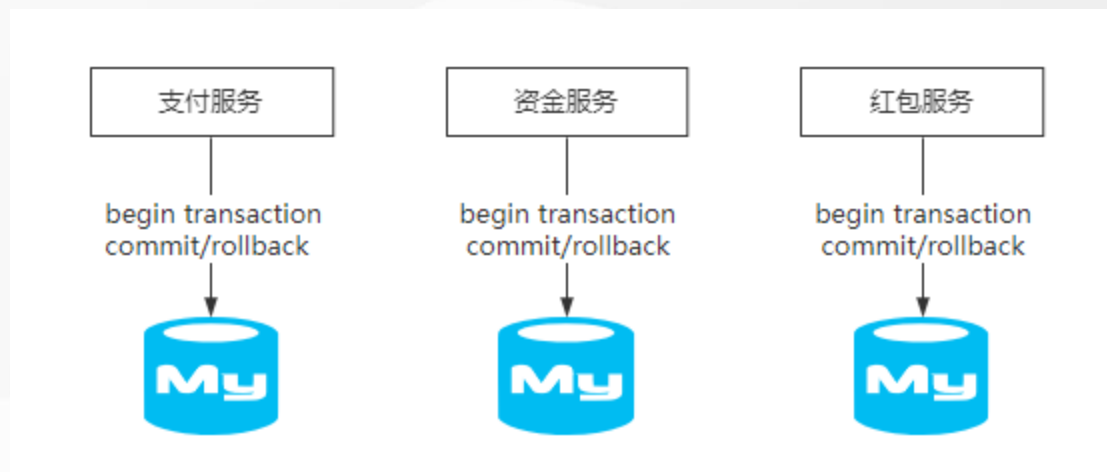 支付服务
资金服务
红包服务
begin transaction
commit/rollback
begin transaction
commit/rollback
begin transaction
commit/rollback
My
My
My